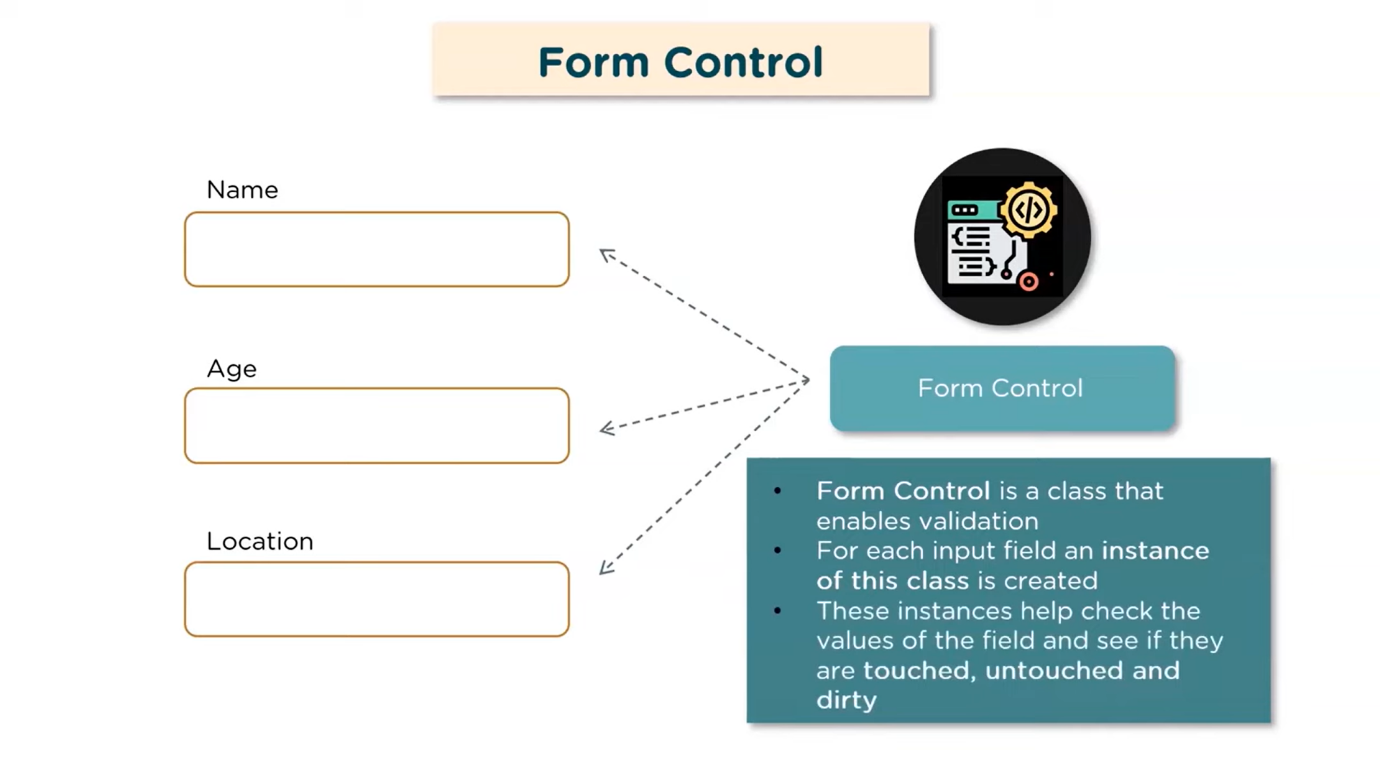 Form Control
Name
Age
Location
</>
Form Control
• Form Control is a class that
enables validation
• For each input field an instance
of this class is created
• These instances help check the
values of the field and see if they
are touched, untouched and
dirty